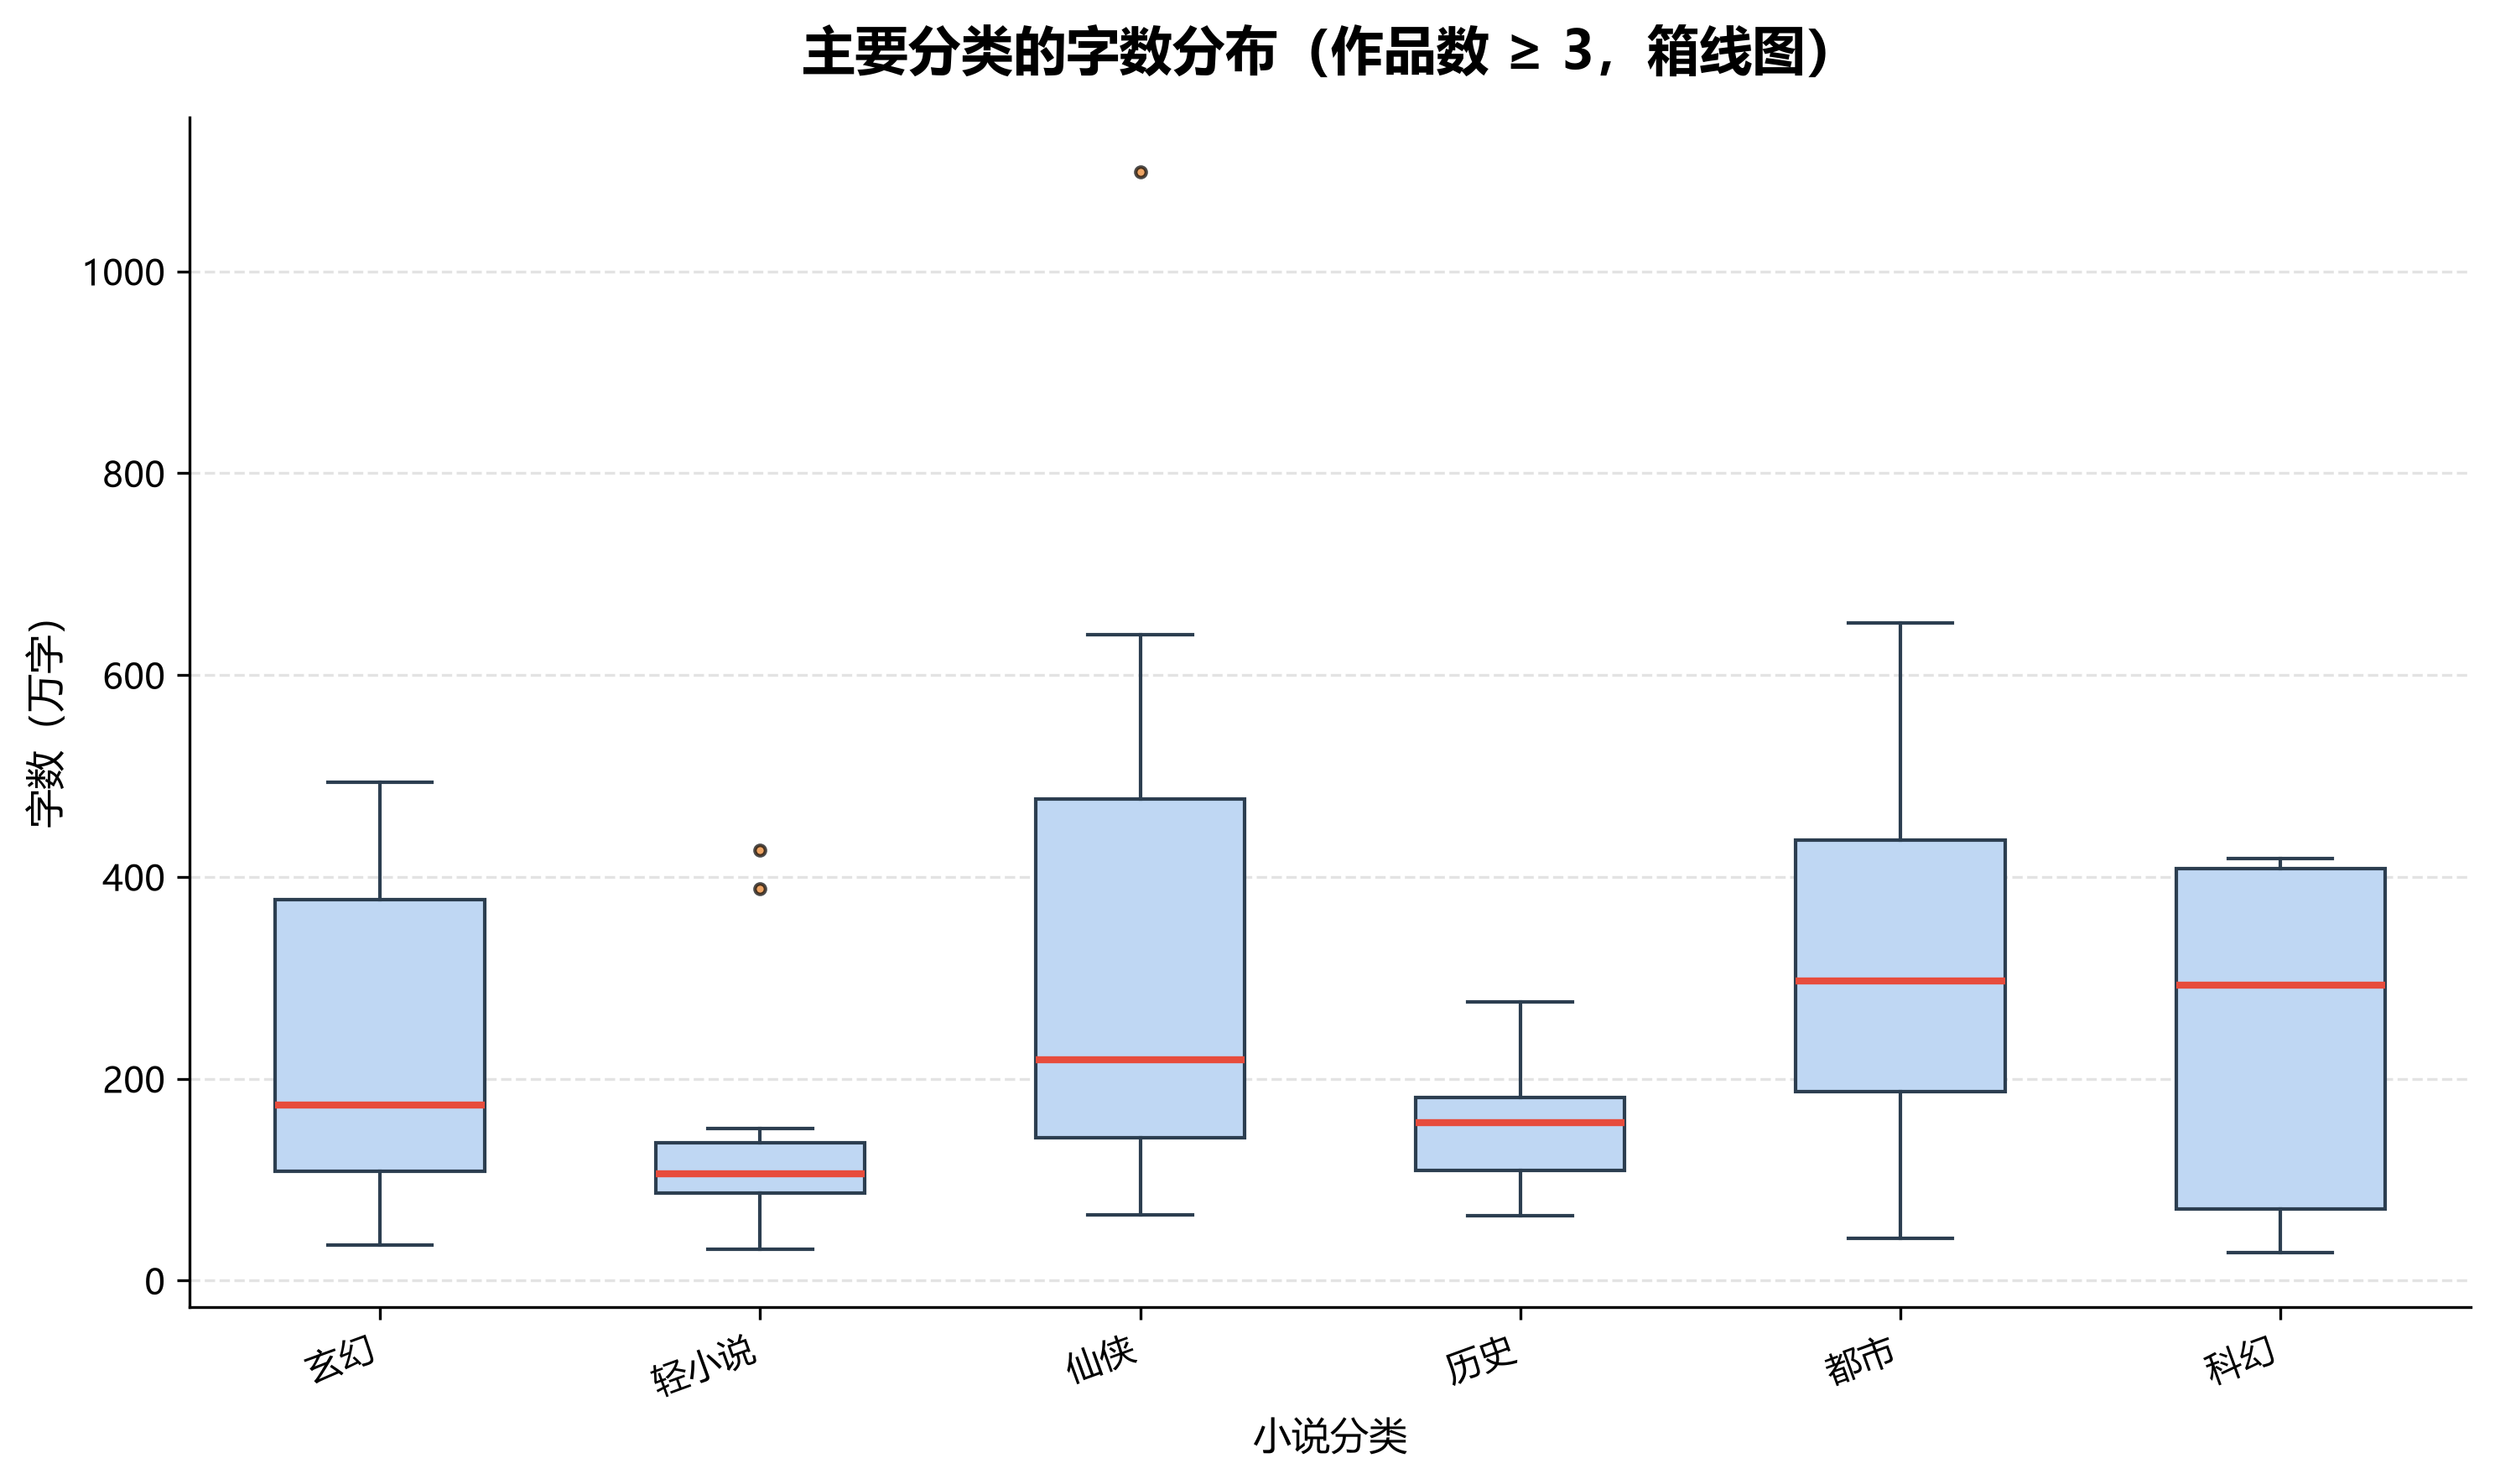 主要分类的字数分布（作品数 ≥ 3，箱线图）
字数（万字）
1000
800
600
400
200
0
玄幻
轻小说
仙侠
历史
都市
科幻
小说分类